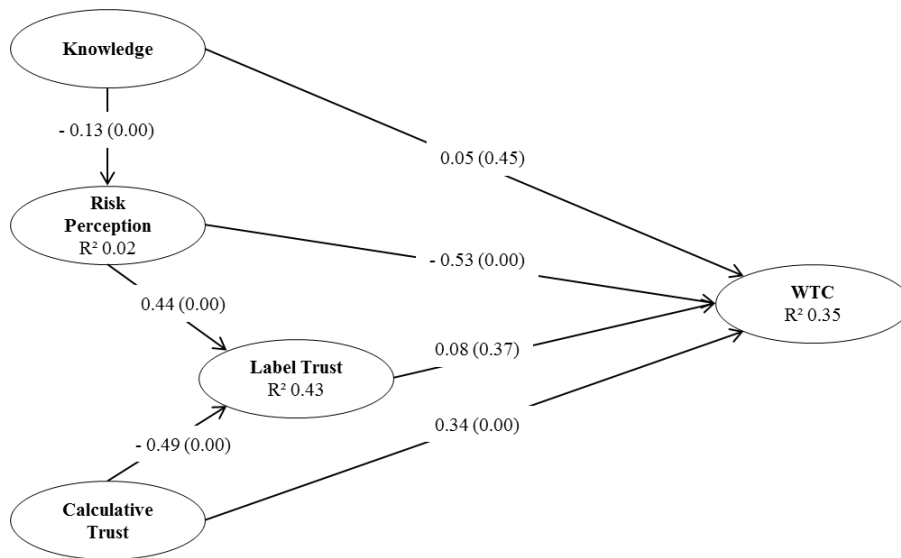 Knowledge
- 0.13 (0.00)
0.05 (0.45)
Risk
Perception
R² 0.02
- 0.53 (0.00)
WTC
R² 0.35
0.44 (0.00)
0.08 (0.37)
Label Trust
R² 0.43
0.34 (0.00)
- 0.49 (0.00)
Calculative
Trust